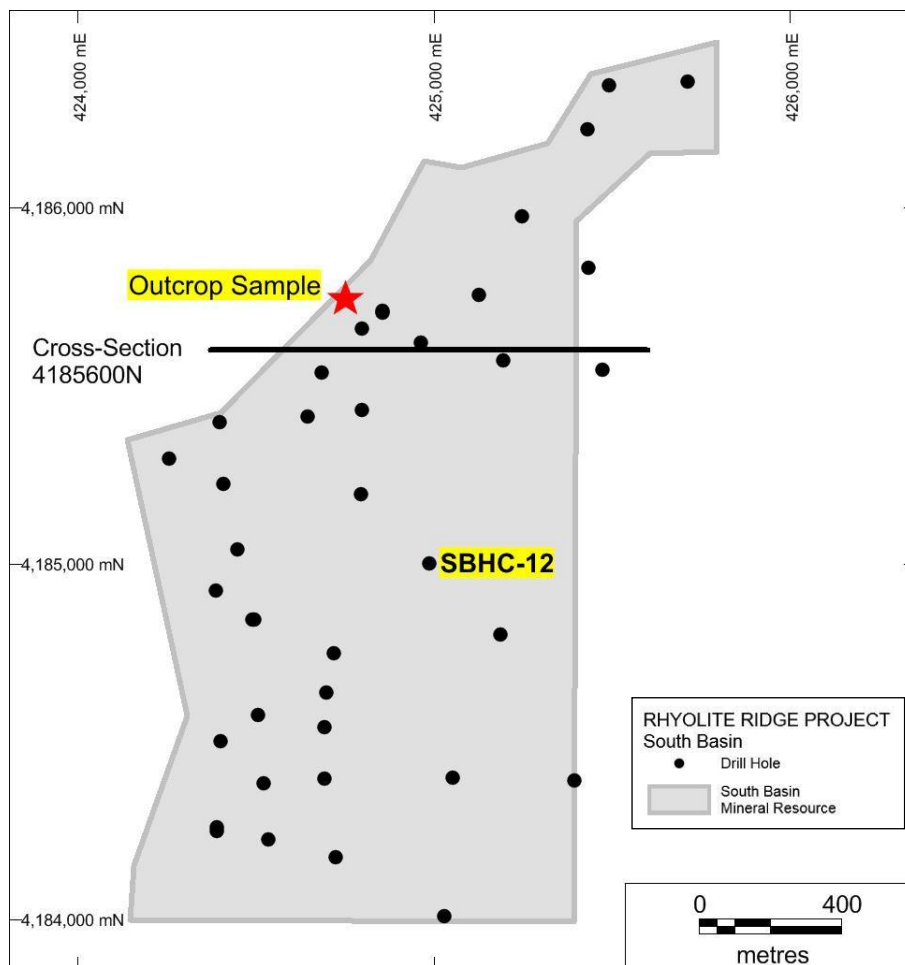 424,000 mE
425,000 mE
426,000 mE
4,186,000 mN
Outcrop Sample
Cross-Section
4185600N
4,185,000 mN
SBHC-12
RHYOLITE RIDGE PROJECT
South Basin
Drill Hole
South Basin
Mineral Resource
4,184,000 mN
0 400
metres